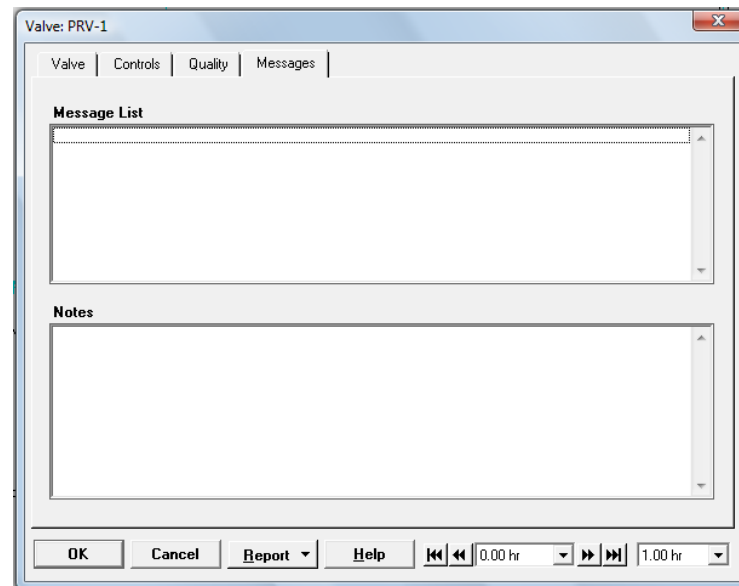 Valve: PRV-1
Valve Controls Quality Messages
Message List
Notes
OK Cancel Report Help 0.00 hr 1.00 hr